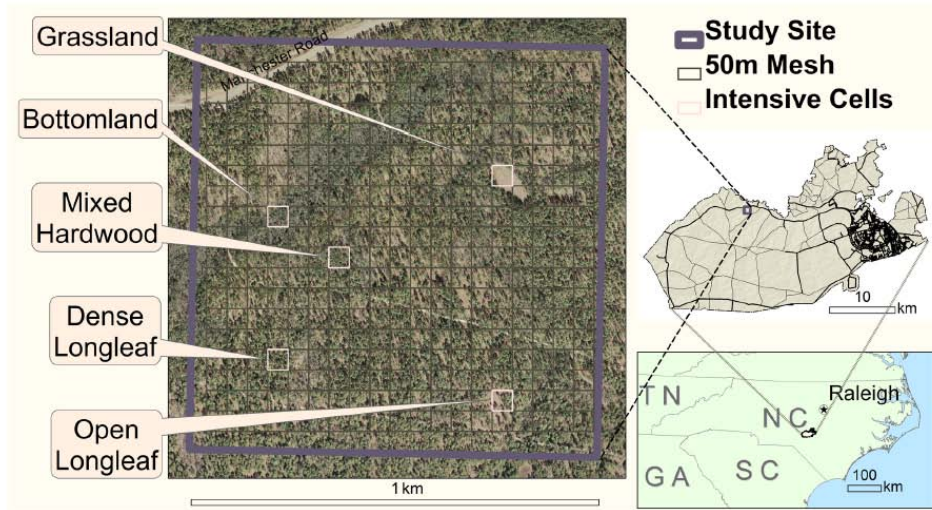 Grassland
Bottomland
Mixed
Hardwood
Dense
Longleaf
Open
Longleaf
Manchester Road
1 km
Study Site
50m Mesh
Intensive Cells
10
km
TN
NC
Raleigh
GA
SC
100
km